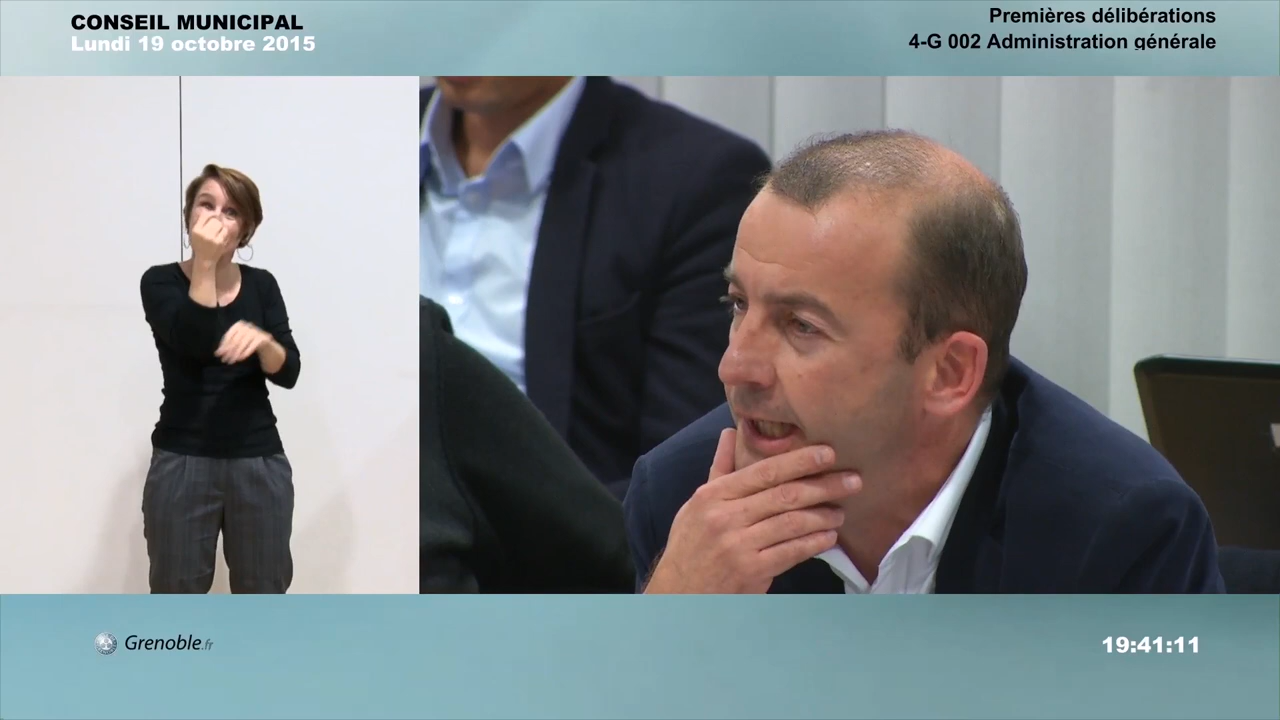 CONSEIL MUNICIPAL
Lundi 19 octobre 2015
Premières délibérations
4-G 002 Administration générale
Grenoble.fr
19:41:11